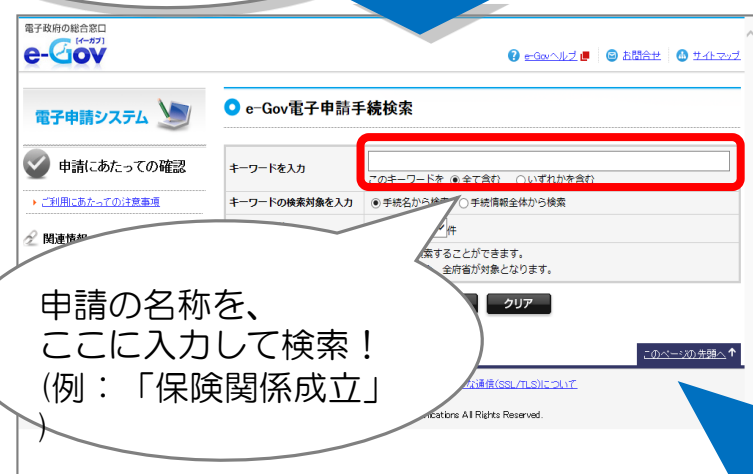 電子政府の総合窓口
[イーガブ]
e-Gov
e-Govヘルプ
お問合せ
サイトマップ
電子申請システム
e-Gov電子申請手続検索
申請にあたっての確認
ご利用にあたっての注意事項
関連情報
キーワードを入力
このキーワードを 全て含む いずれかを含む
キーワードの検索対象を入力
手続名から検索 手続情報全体から検索
件
索することができます。
全府省が対象となります。
クリア
申請の名称を、
ここに入力して検索！
(例：「保険関係成立」
)
このページの先頭へ
な通信(SSL/TLS)について
ications All Rights Reserved.